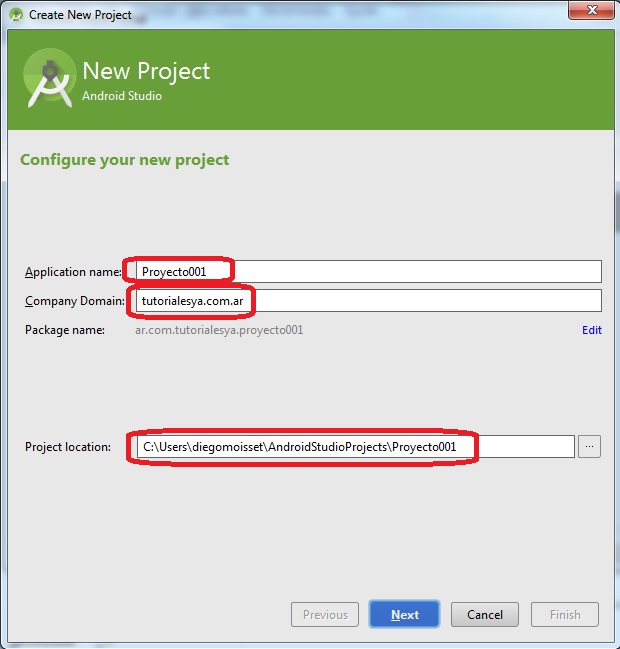 Create New Project
New Project
Android Studio
Configure your new project
Application name: Proyecto001
Company Domain: tutorialesya.com.ar
Package name: ar.com.tutorialesya.proyecto001 Edit
Project location: C:\Users\diegomoisset\AndroidStudioProjects\Proyecto001 ...
Previous Next Cancel Finish